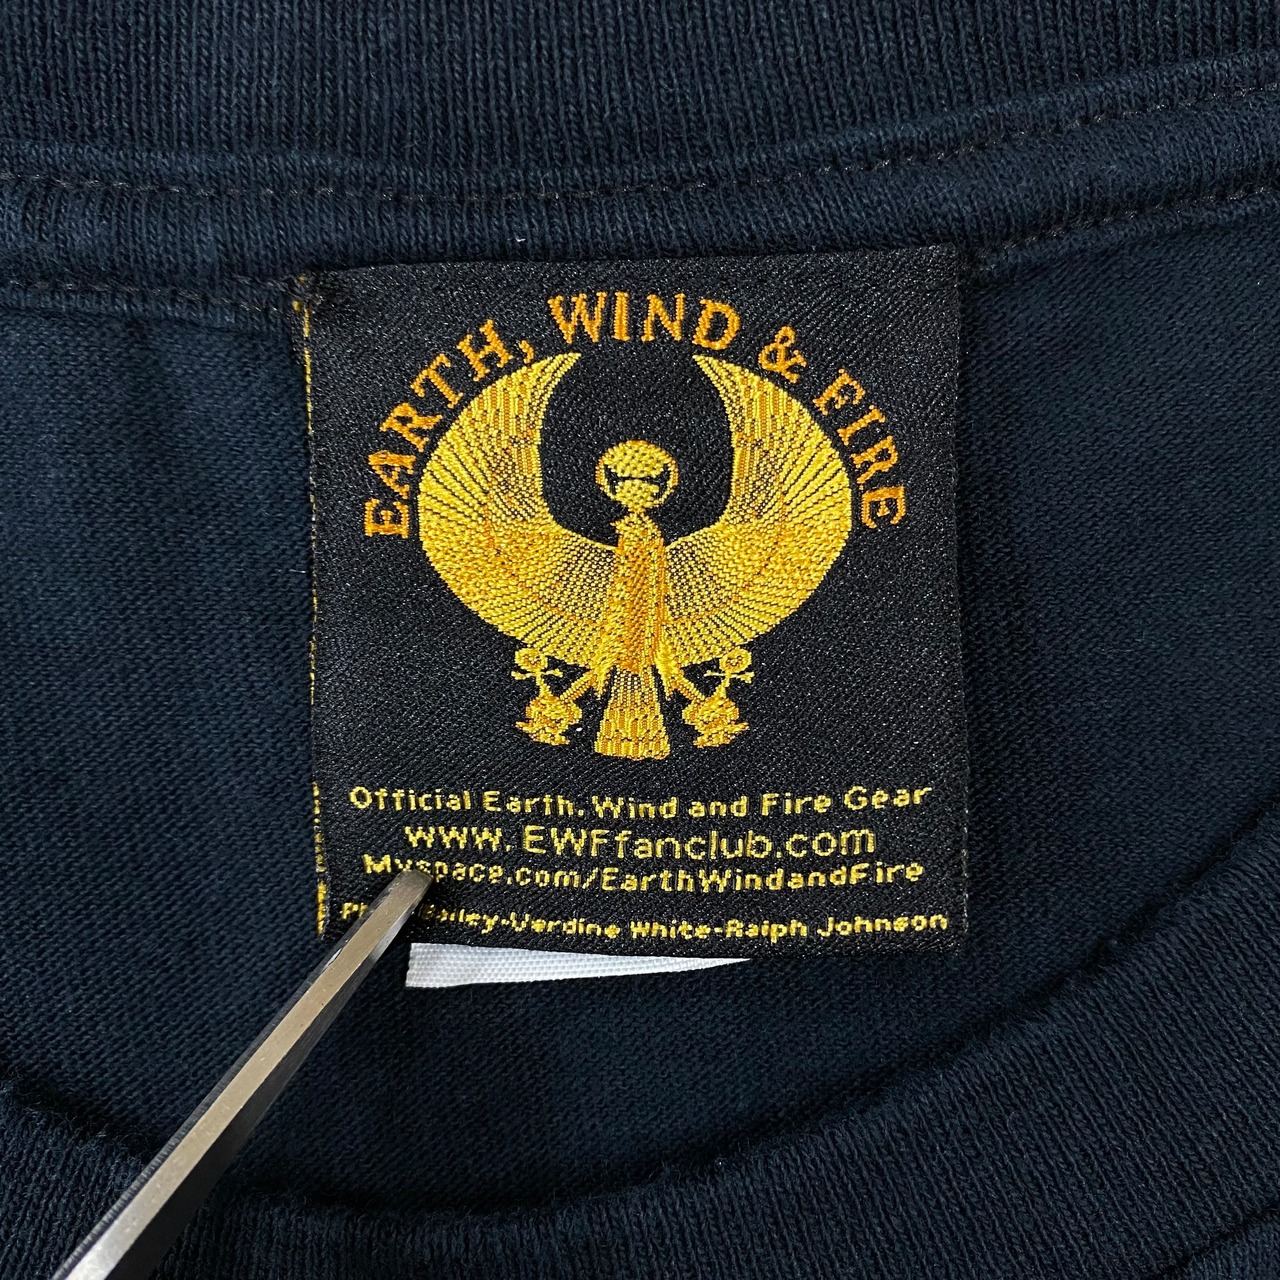 EARTH, WIND & FIRE
Official Earth, Wind and Fire Gear
www.EWFfanclub.com
Myspace.com/EarthWindandFire
Bailey-Verdine White-Ralph Johnson